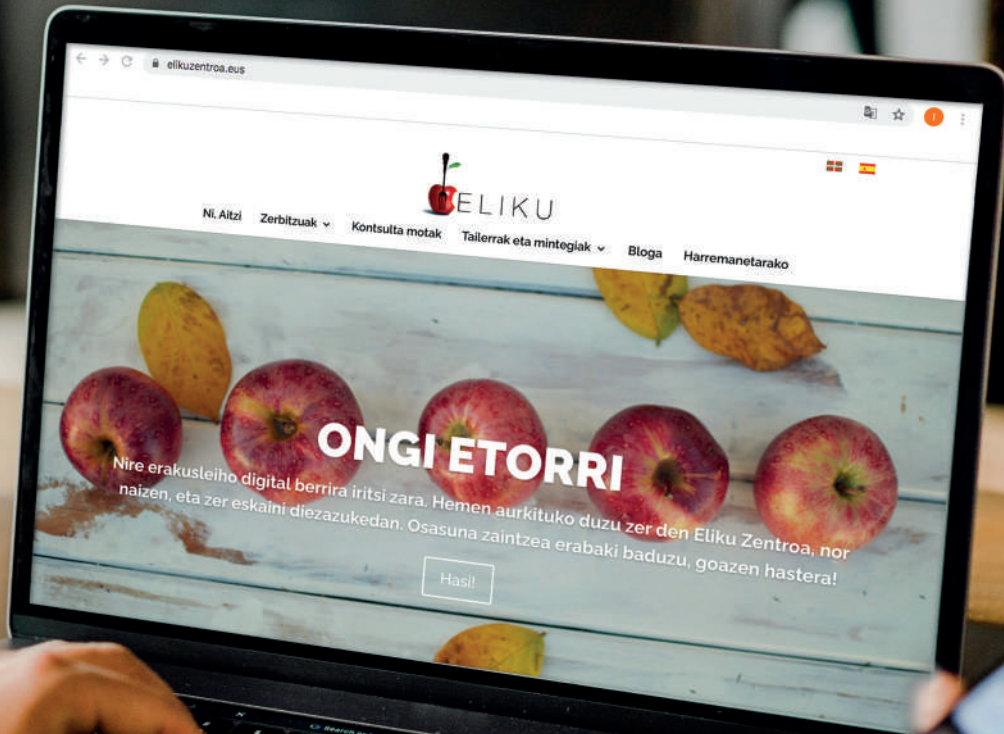 elikuzentroa.eus
ELIKU
Ni, Aitzi Zerbitzuak Kontsulta motak Tailerrak eta mintegiak Bloga Harremanetarako
ONGI ETORRI
Nire erakusleiho digital berrira iritsi zara. Hemen aurkituko duzu zer den Eliku Zentroa, nor
naizen, eta zer eskaini diezazukedan. Osasuna zaintzea erabaki baduzu, goazen hastera!
Hasi!